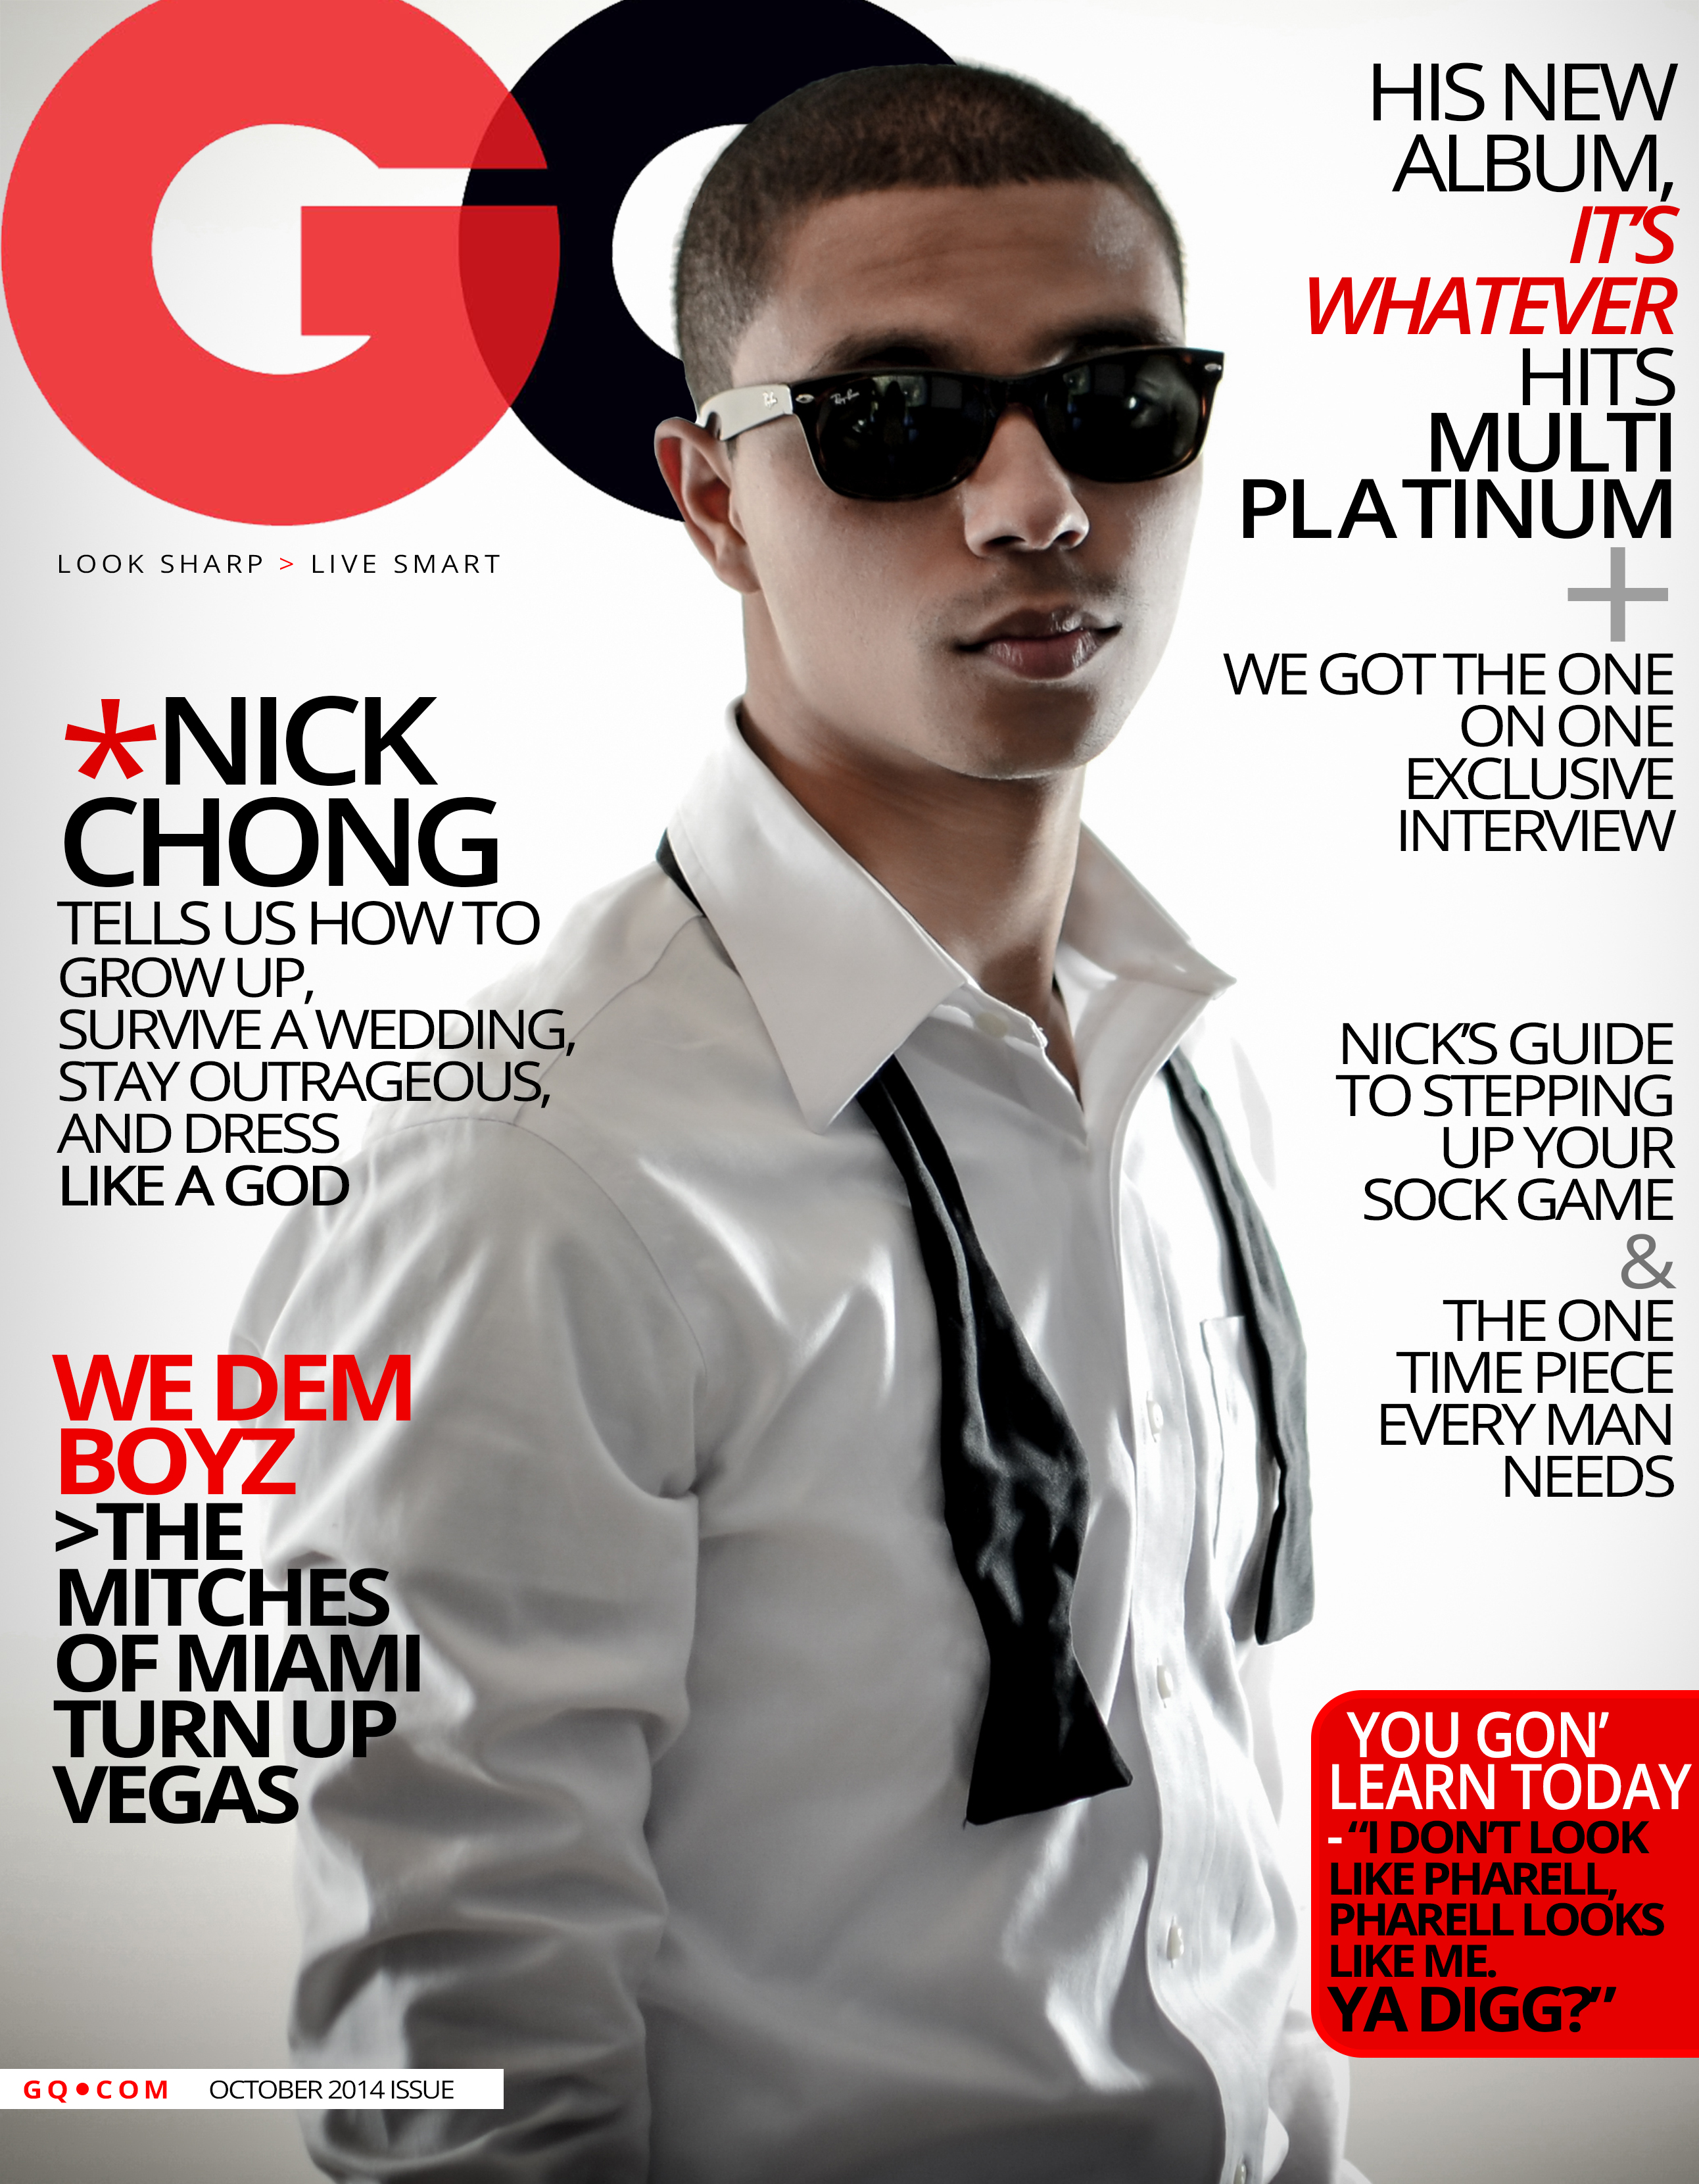 GQ
LOOK SHARP > LIVE SMART
*NICK
CHONG
TELLS US HOW TO
GROW UP,
SURVIVE A WEDDING,
STAY OUTRAGEOUS,
AND DRESS
LIKE A GOD
WE DEM
BOYZ
>THE
MITCHES
OF MIAMI
TURN UP
VEGAS
GQ•COM OCTOBER 2014 ISSUE
HIS NEW
ALBUM,
IT'S
WHATEVER
HITS
MULTI
PLATINUM
+
WE GOT THE ONE
ON ONE
EXCLUSIVE
INTERVIEW
NICK'S GUIDE
TO STEPPING
UP YOUR
SOCK GAME
&
THE ONE
TIME PIECE
EVERY MAN
NEEDS
YOU GON'
LEARN TODAY
- "I DON'T LOOK
LIKE PHARELL,
PHARELL LOOKS
LIKE ME.
YA DIGG?"
Ray-Ban